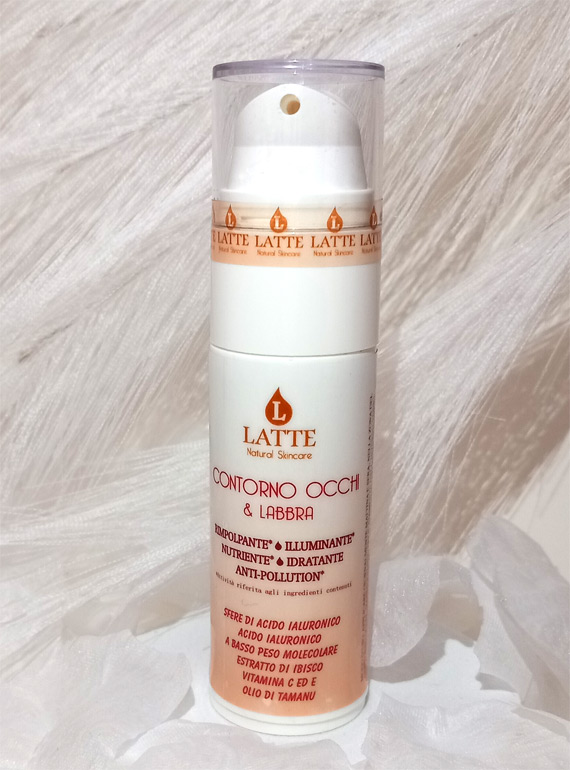 LATTE LATTE LATTE LATTE
Natural Skincare Natural Skincare Natural Skincare
L
LATTE
Natural Skincare
CONTORNO OCCHI
& LABBRA
RIMPOLPANTE* ILLUMINANTE*
NUTRIENTE* IDRATANTE
ANTI-POLLUTION*
*attività riferita agli ingredienti contenuti
SFERE DI ACIDO IALURONICO
ACIDO IALURONICO
A BASSO PESO MOLECOLARE
ESTRATTO DI IBISCO
VITAMINA C ED E
OLIO DI TAMANU